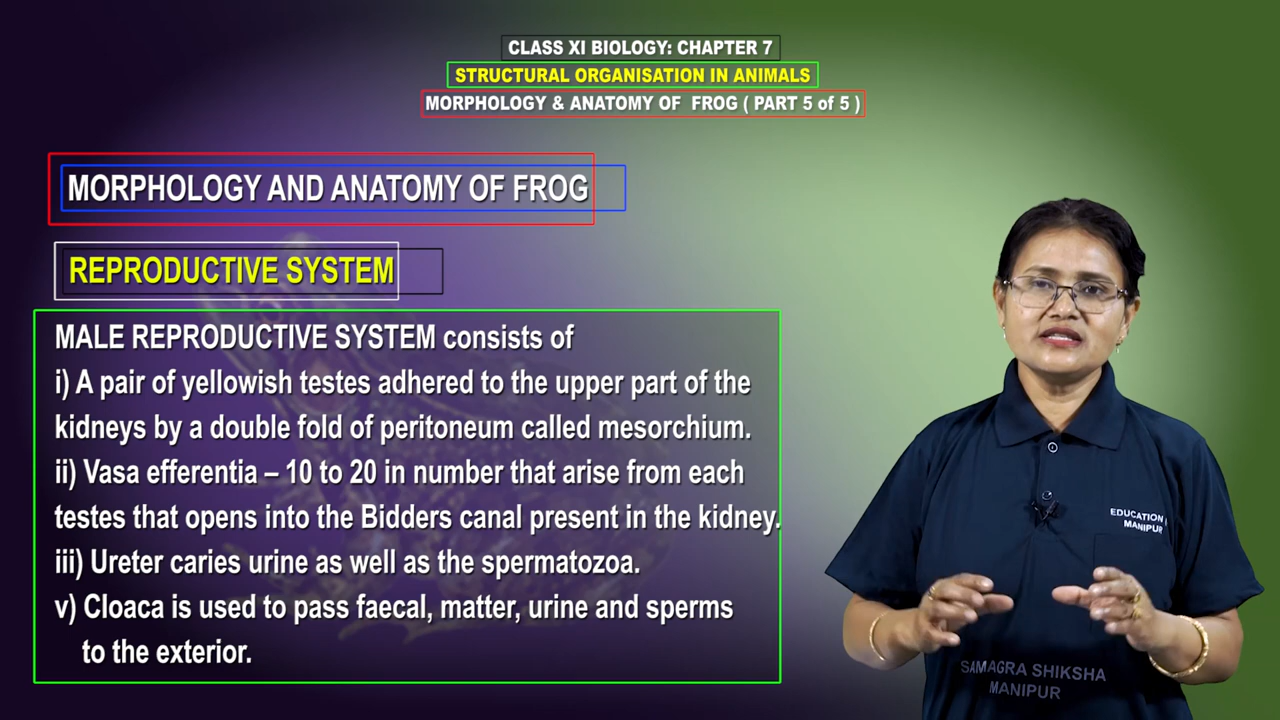 CLASS XI BIOLOGY: CHAPTER 7
STRUCTURAL ORGANISATION IN ANIMALS
MORPHOLOGY & ANATOMY OF FROG ( PART 5 of 5 )
MORPHOLOGY AND ANATOMY OF FROG
REPRODUCTIVE SYSTEM
MALE REPRODUCTIVE SYSTEM consists of
i) A pair of yellowish testes adhered to the upper part of the
kidneys by a double fold of peritoneum called mesorchium.
ii) Vasa efferentia – 10 to 20 in number that arise from each
testes that opens into the Bidders canal present in the kidney.
iii) Ureter caries urine as well as the spermatozoa.
v) Cloaca is used to pass faecal, matter, urine and sperms
to the exterior.
EDUCATION
MANIPUR
SAMAGRA SHIKSHA
MANIPUR